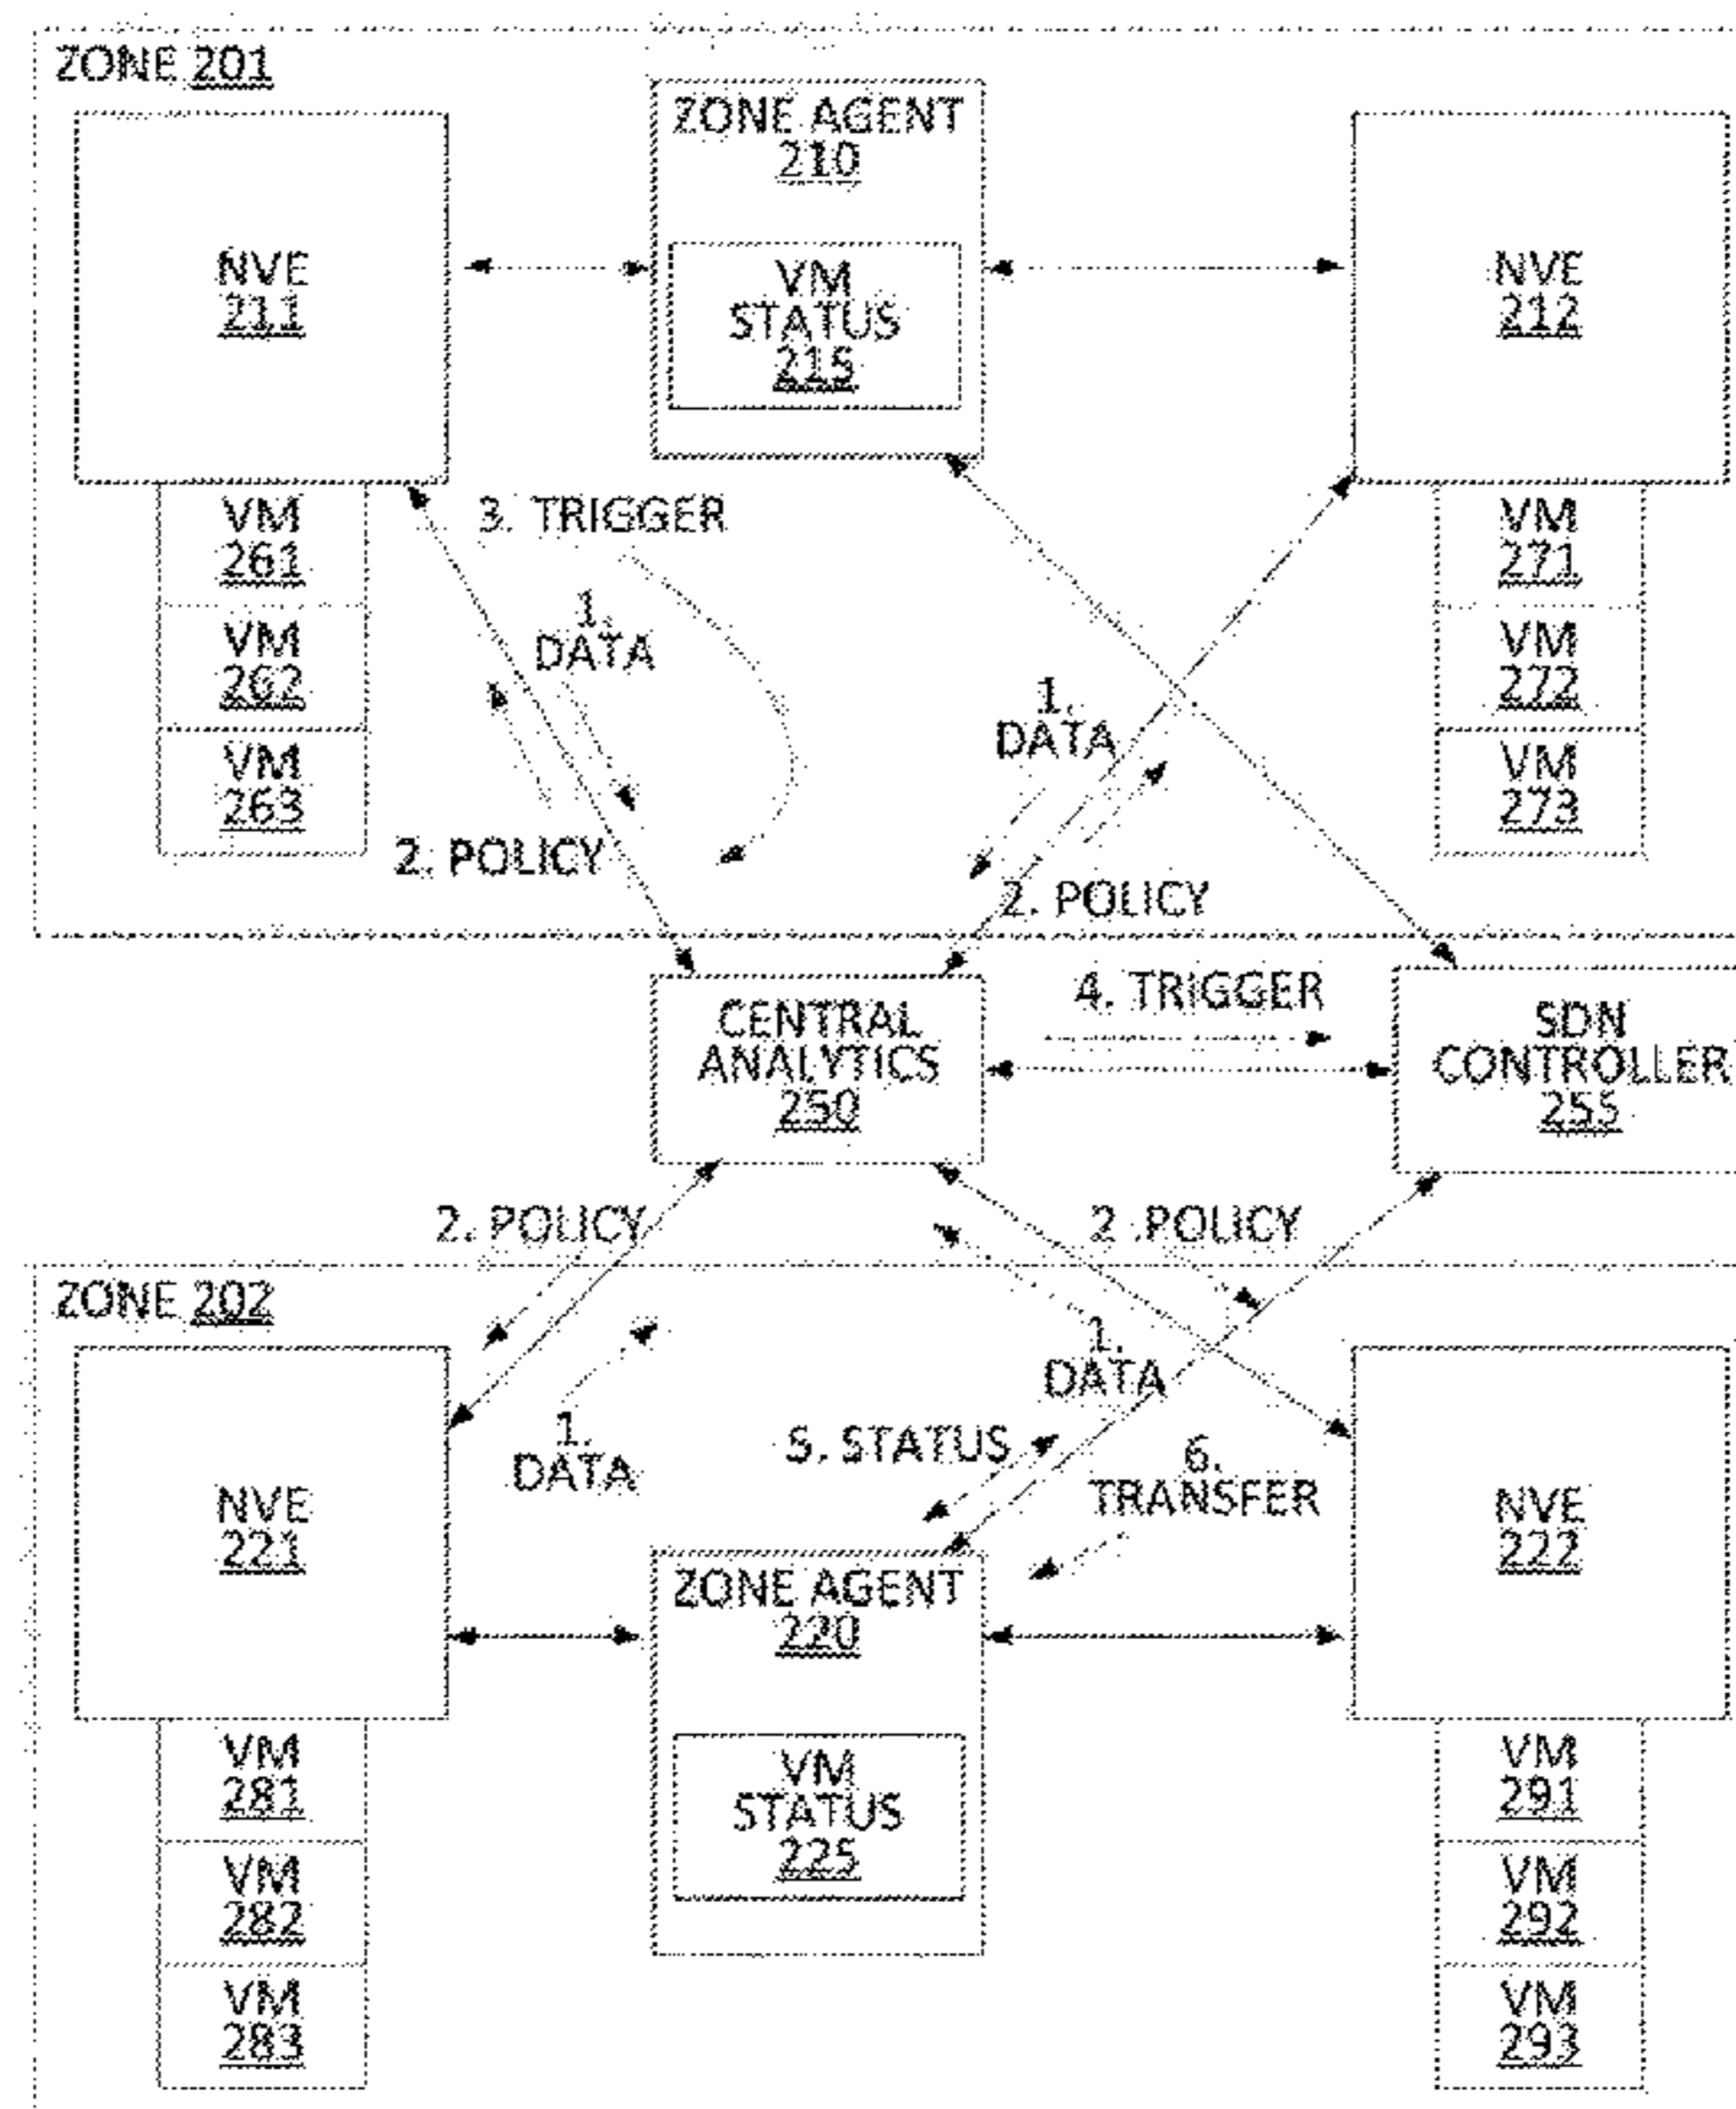 ZONE 201
ZONE AGENT
210
NVE
211
VM
STATUS
215
NVE
212
VM
261
VM
262
VM
263
3. TRIGGER
1.
DATA
2. POLICY
1.
DATA
2. POLICY
VM
271
VM
272
VM
273
CENTRAL
ANALYTICS
250
4. TRIGGER
SDN
CONTROLLER
255
2. POLICY
2 .POLICY
ZONE 202
NVE
221
1.
DATA
1.
DATA
5. STATUS
6.
TRANSFER
NVE
222
ZONE AGENT
220
VM
STATUS
225
VM
281
VM
282
VM
283
VM
291
VM
292
VM
293